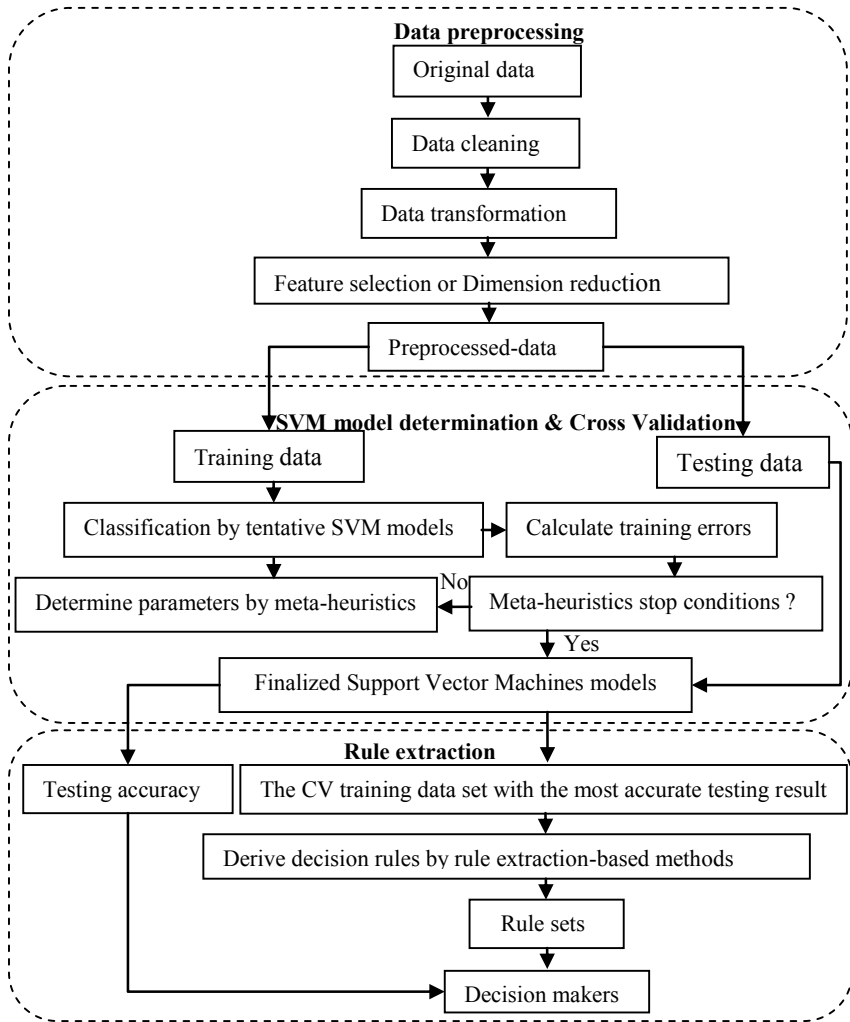 Data preprocessing
Original data
Data cleaning
Data transformation
Feature selection or Dimension reduction
Preprocessed-data
SVM model determination & Cross Validation
Training data
Testing data
Classification by tentative SVM models
Calculate training errors
Determine parameters by meta-heuristics
No
Meta-heuristics stop conditions ?
Yes
Finalized Support Vector Machines models
Rule extraction
Testing accuracy
The CV training data set with the most accurate testing result
Derive decision rules by rule extraction-based methods
Rule sets
Decision makers